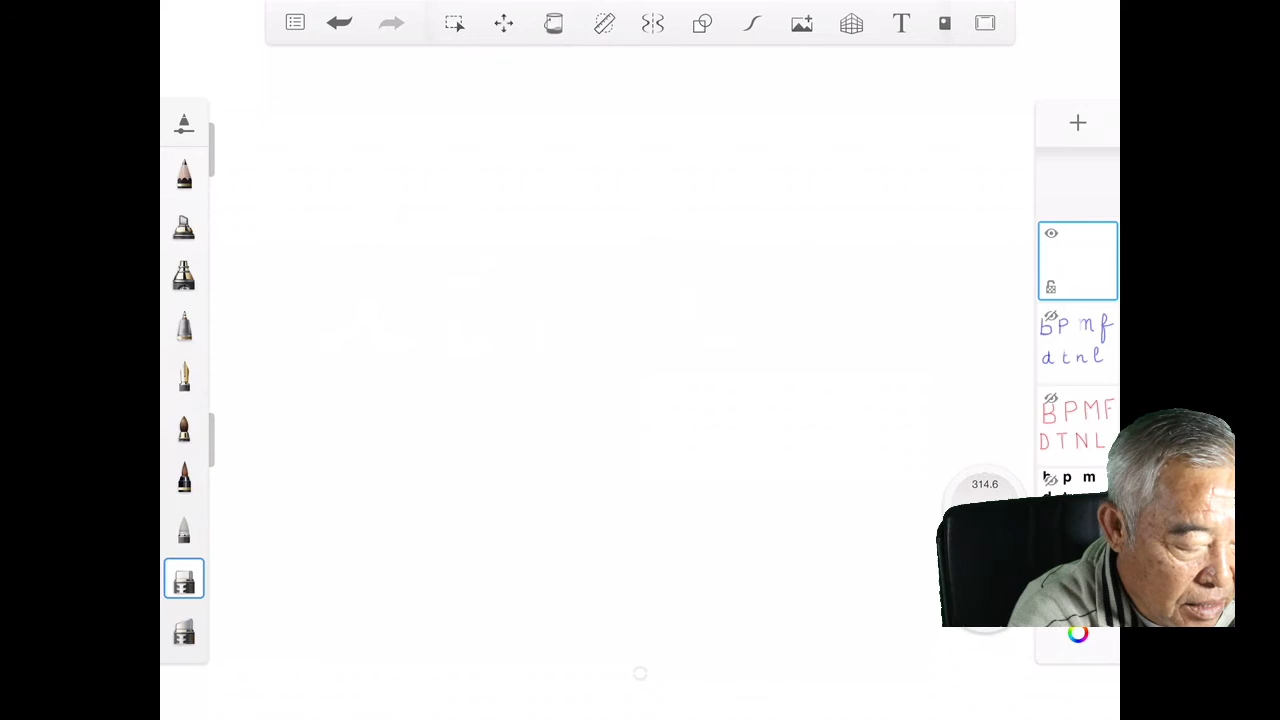 T
314.6
b P m f
d t n l
B P M F
D T N L
b p m